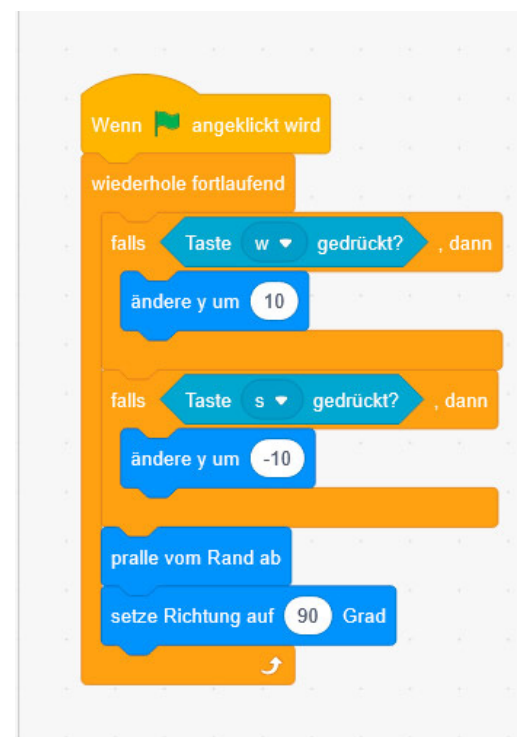 Wenn angeklickt wird
wiederhole fortlaufend
falls Taste w gedrückt? , dann
ändere y um 10
falls Taste s gedrückt? , dann
ändere y um -10
pralle vom Rand ab
setze Richtung auf 90 Grad